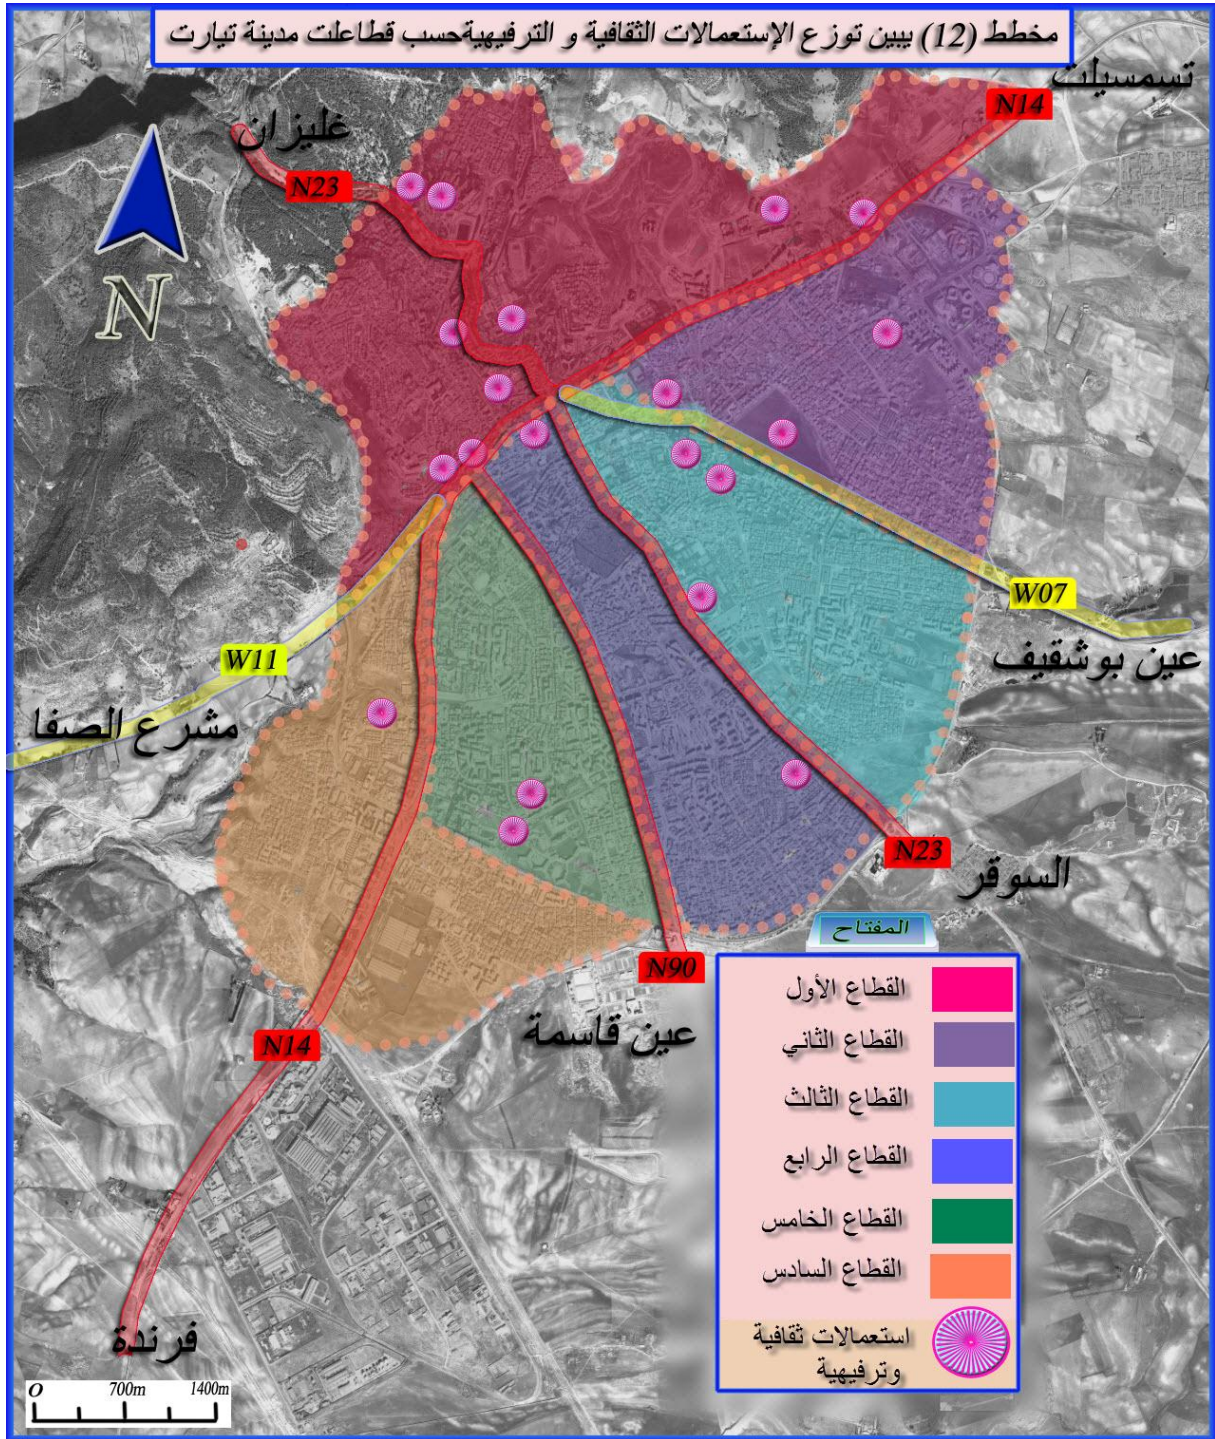 مخطط (12) يبين توزع الإستعمالات الثقافية و الترفيهيةحسب قطاعلت مدينة تيارت
تسمسيلت
N14
غليزان
N23
N
W07
عين بوشقيف
W11
مشرع الصفا
N23
السوقر
N90
عين قاسمة
N14
فرندة
المفتاح
القطاع الأول
القطاع الثاني
القطاع الثالث
القطاع الرابع
القطاع الخامس
القطاع السادس
استعمالات ثقافية
وترفيهية
O 700m 1400m